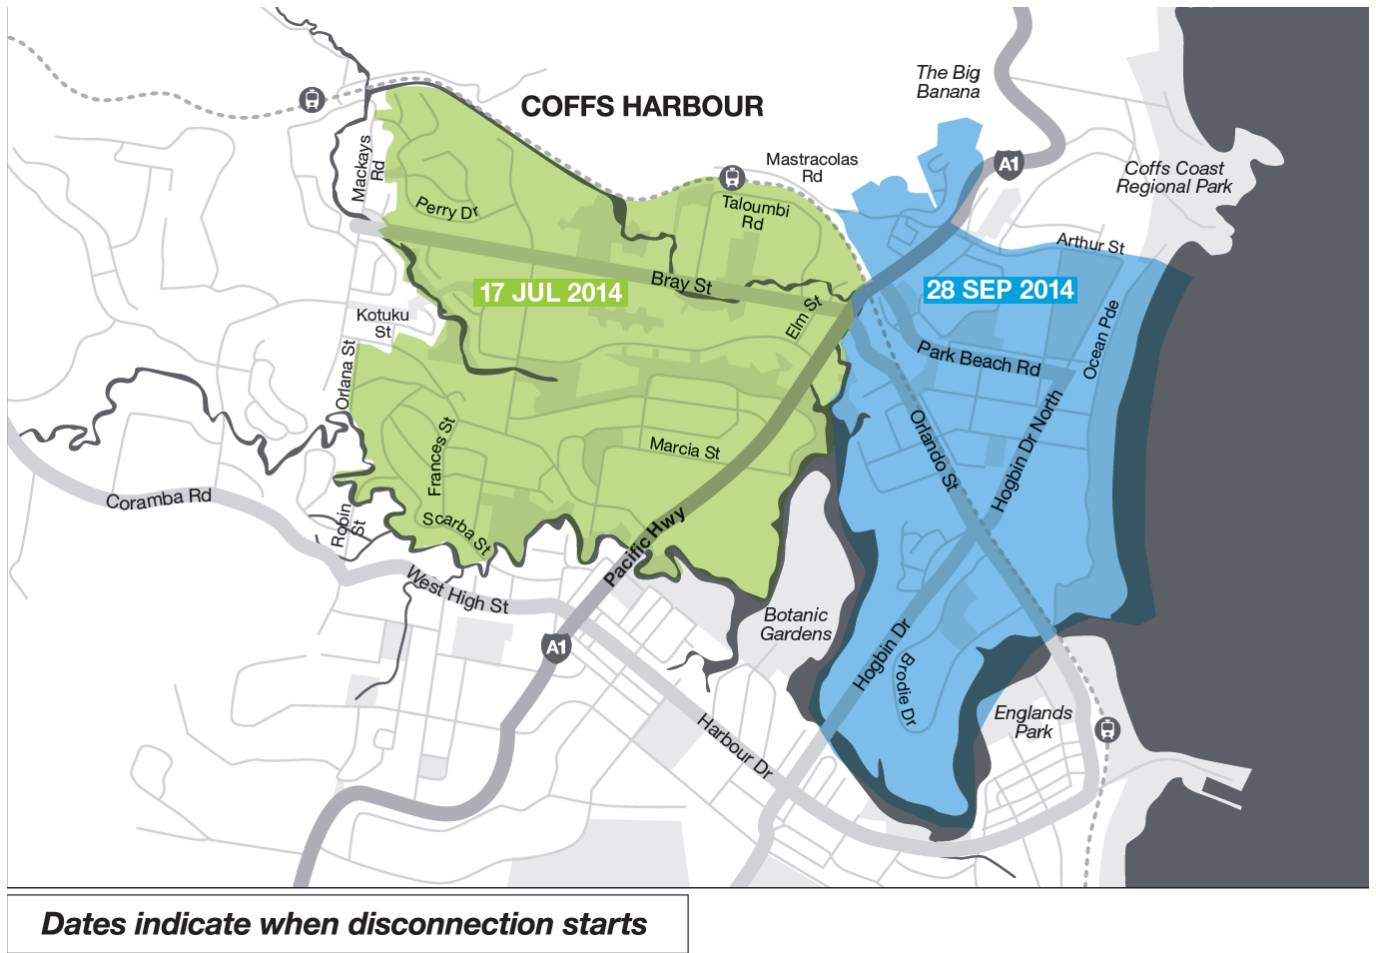 The Big
Banana
COFFS HARBOUR
A1
Mastracolas
Rd
Coffs Coast
Regional Park
Mackays
Rd
Perry Dr
Taloumbi
Rd
Arthur St
Bray St
17 JUL 2014
28 SEP 2014
Kotuku
St
Elm St
Ocean Pde
Park Beach Rd
Orlana St
Orlando St
Hogbin Dr North
Marcia St
Frances St
Coramba Rd
Robin
St
Scarba St
Pacific Hwy
West High St
Botanic
Gardens
A1
Hogbin Dr
Brodie Dr
Englands
Park
Harbour Dr
Dates indicate when disconnection starts